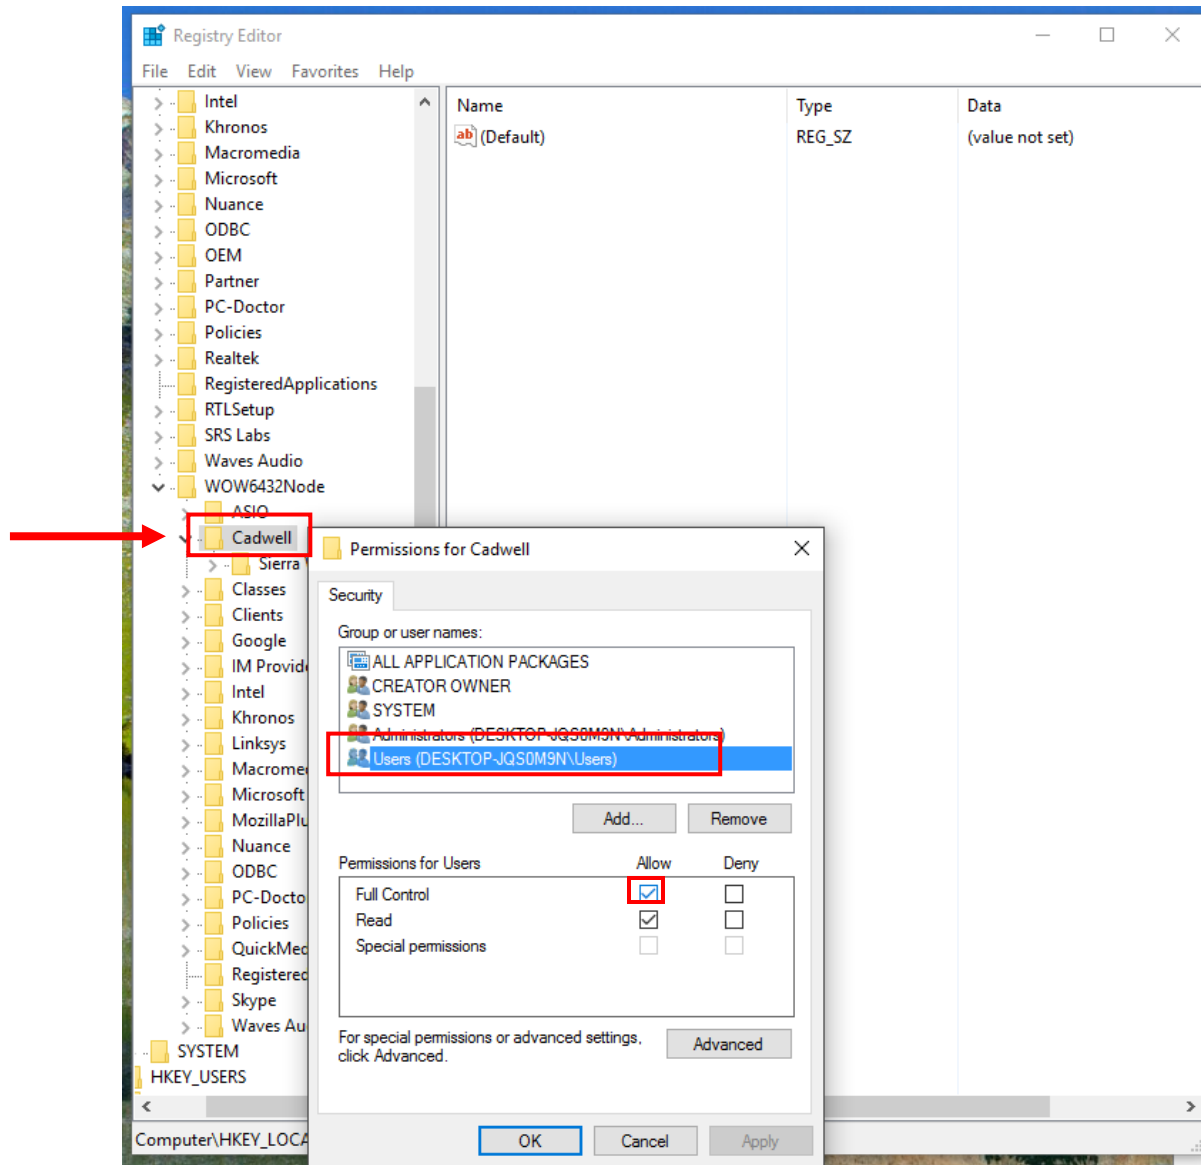 Registry Editor
File Edit View Favorites Help
Intel
Khronos
Macromedia
Microsoft
Nuance
ODBC
OEM
Partner
PC-Doctor
Policies
Realtek
RegisteredApplications
RTLSetup
SRS Labs
Waves Audio
WOW6432Node
ASIO
Cadwell
Sierra
Classes
Clients
Google
IM Provid
Intel
Khronos
Linksys
Macrome
Microsoft
MozillaPlu
Nuance
ODBC
PC-Docto
Policies
QuickMed
Registered
Skype
Waves Au
SYSTEM
HKEY_USERS
Computer\HKEY_LOCA
Name Type Data
ab (Default) REG_SZ (value not set)
Permissions for Cadwell
Security
Group or user names:
ALL APPLICATION PACKAGES
CREATOR OWNER
SYSTEM
Administrators (DESKTOP-JQS0M9N\Administrators)
Users (DESKTOP-JQS0M9N\Users)
Add... Remove
Permissions for Users Allow Deny
Full Control
Read
Special permissions
For special permissions or advanced settings,
click Advanced.
Advanced
OK Cancel Apply